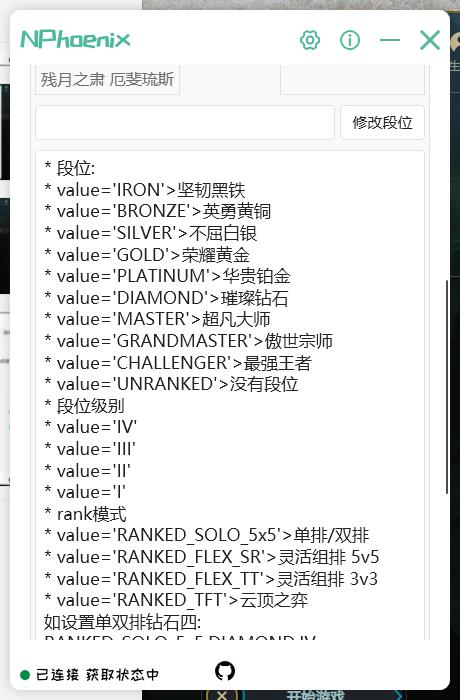 NPhoenix
残月之肃 厄斐琉斯
修改段位
* 段位:
* value='IRON'>坚韧黑铁
* value='BRONZE'>英勇黄铜
* value='SILVER'>不屈白银
* value='GOLD'>荣耀黄金
* value='PLATINUM'>华贵铂金
* value='DIAMOND'>璀璨钻石
* value='MASTER'>超凡大师
* value='GRANDMASTER'>傲世宗师
* value='CHALLENGER'>最强王者
* value='UNRANKED'>没有段位
* 段位级别
* value='IV'
* value='III'
* value='II'
* value='I'
* rank模式
* value='RANKED_SOLO_5x5'>单排/双排
* value='RANKED_FLEX_SR'>灵活组排 5v5
* value='RANKED_FLEX_TT'>灵活组排 3v3
* value='RANKED_TFT'>云顶之弈
如设置单双排钻石四:
已连接 获取状态中
开始游戏